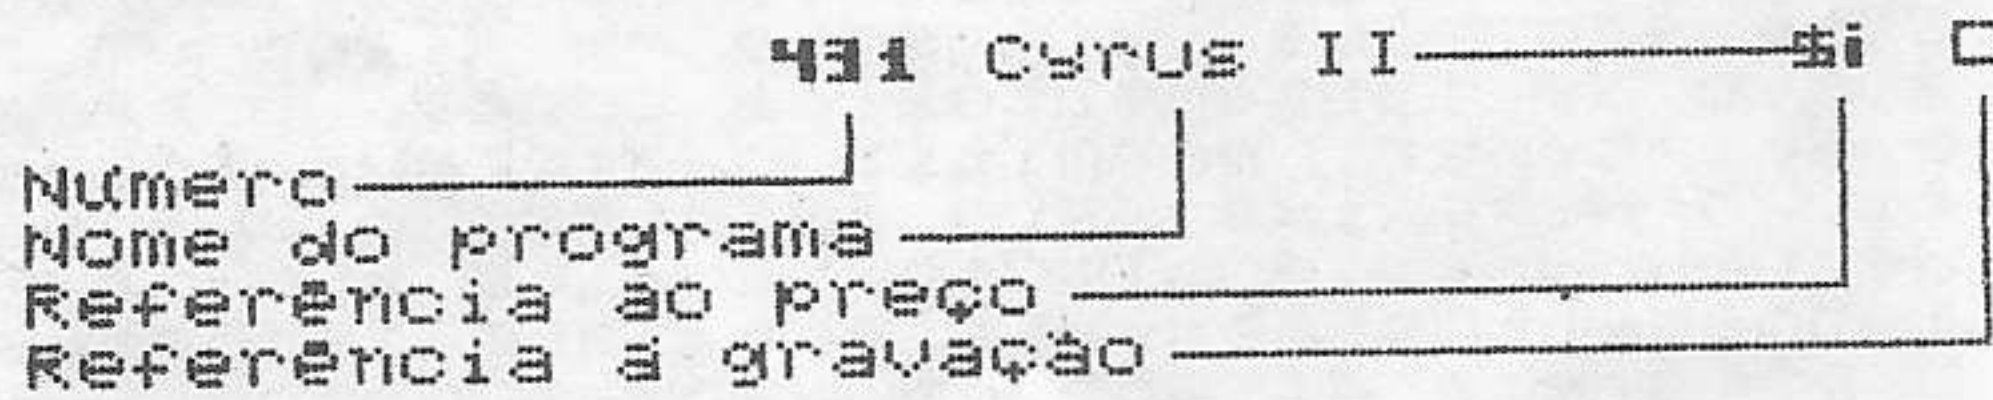 431 Cyrus II $i
Número
Nome do programa
Referência ao preço
Referência à gravação